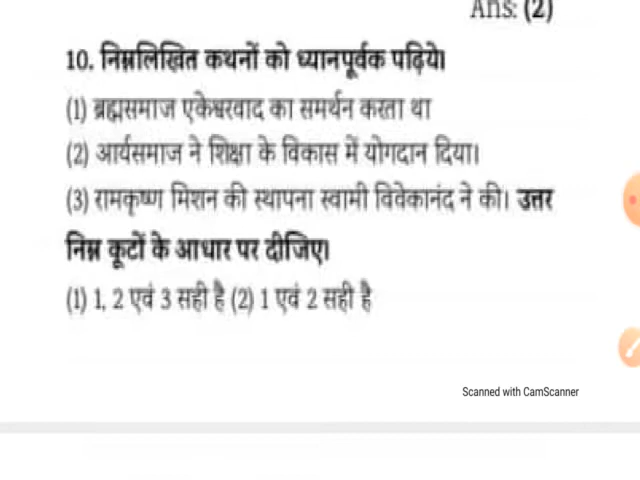 Ans: (2)
10. निम्नलिखित कथनों को ध्यानपूर्वक पढ़िये।
(1) ब्रह्मसमाज एकेश्वरवाद का समर्थन करता था
(2) आर्यसमाज ने शिक्षा के विकास में योगदान दिया।
(3) रामकृष्ण मिशन की स्थापना स्वामी विवेकानंद ने की। उत्तर
निम्न कूटों के आधार पर दीजिए।
(1) 1, 2 एवं 3 सही है (2) 1 एवं 2 सही है
Scanned with CamScanner